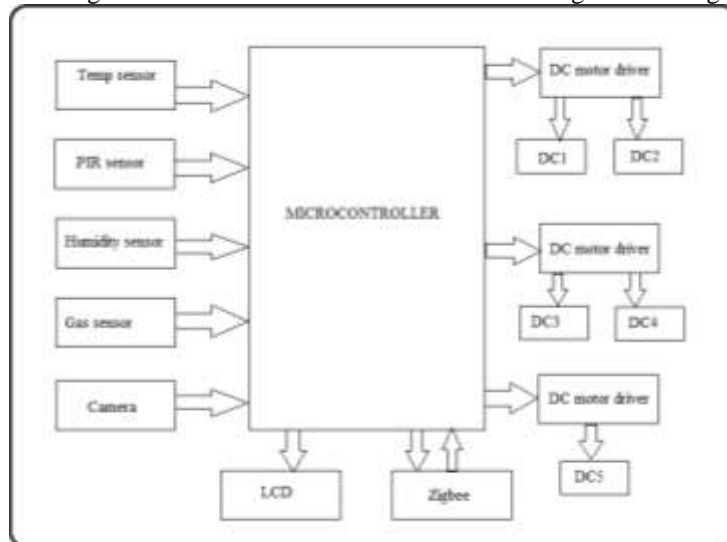 Temp sensor
PIR sensor
Humidity sensor
Gas sensor
Camera
MICROCONTROLLER
DC motor driver
DC1
DC2
DC motor driver
DC3
DC4
DC motor driver
DC5
LCD
Zigbee